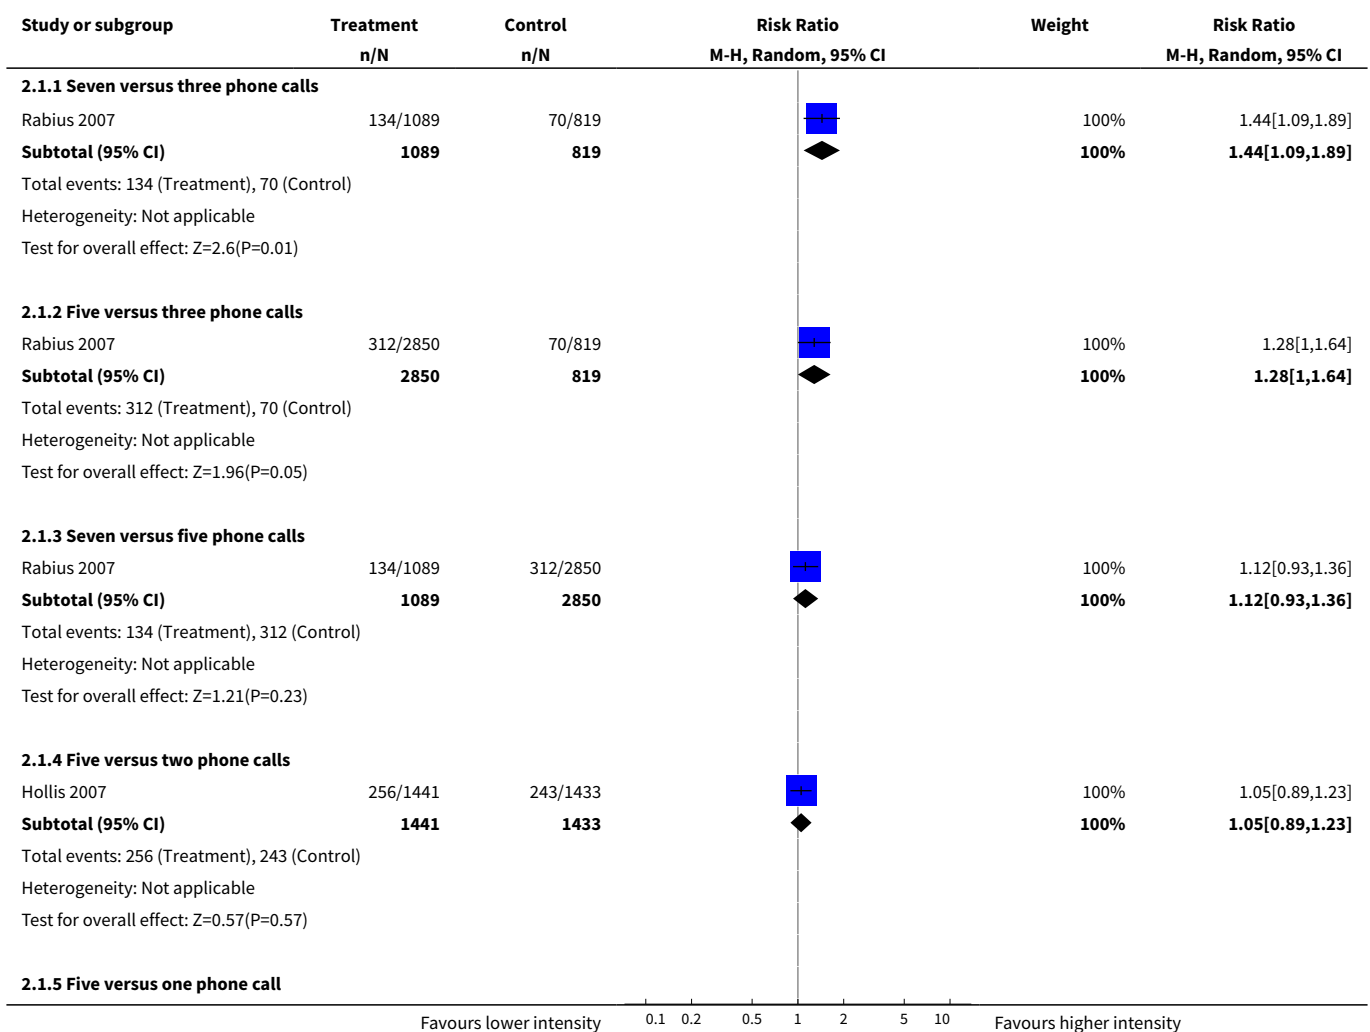 Study or subgroup Treatment Control Risk Ratio Weight Risk Ratio
n/N n/N M-H, Random, 95% CI M-H, Random, 95% CI
2.1.1 Seven versus three phone calls
Rabius 2007 134/1089 70/819 100% 1.44[1.09,1.89]
Subtotal (95% CI) 1089 819 100% 1.44[1.09,1.89]
Total events: 134 (Treatment), 70 (Control)
Heterogeneity: Not applicable
Test for overall effect: Z=2.6(P=0.01)
2.1.2 Five versus three phone calls
Rabius 2007 312/2850 70/819 100% 1.28[1,1.64]
Subtotal (95% CI) 2850 819 100% 1.28[1,1.64]
Total events: 312 (Treatment), 70 (Control)
Heterogeneity: Not applicable
Test for overall effect: Z=1.96(P=0.05)
2.1.3 Seven versus five phone calls
Rabius 2007 134/1089 312/2850 100% 1.12[0.93,1.36]
Subtotal (95% CI) 1089 2850 100% 1.12[0.93,1.36]
Total events: 134 (Treatment), 312 (Control)
Heterogeneity: Not applicable
Test for overall effect: Z=1.21(P=0.23)
2.1.4 Five versus two phone calls
Hollis 2007 256/1441 243/1433 100% 1.05[0.89,1.23]
Subtotal (95% CI) 1441 1433 100% 1.05[0.89,1.23]
Total events: 256 (Treatment), 243 (Control)
Heterogeneity: Not applicable
Test for overall effect: Z=0.57(P=0.57)
2.1.5 Five versus one phone call
Favours lower intensity 0.1 0.2 0.5 1 2 5 10 Favours higher intensity